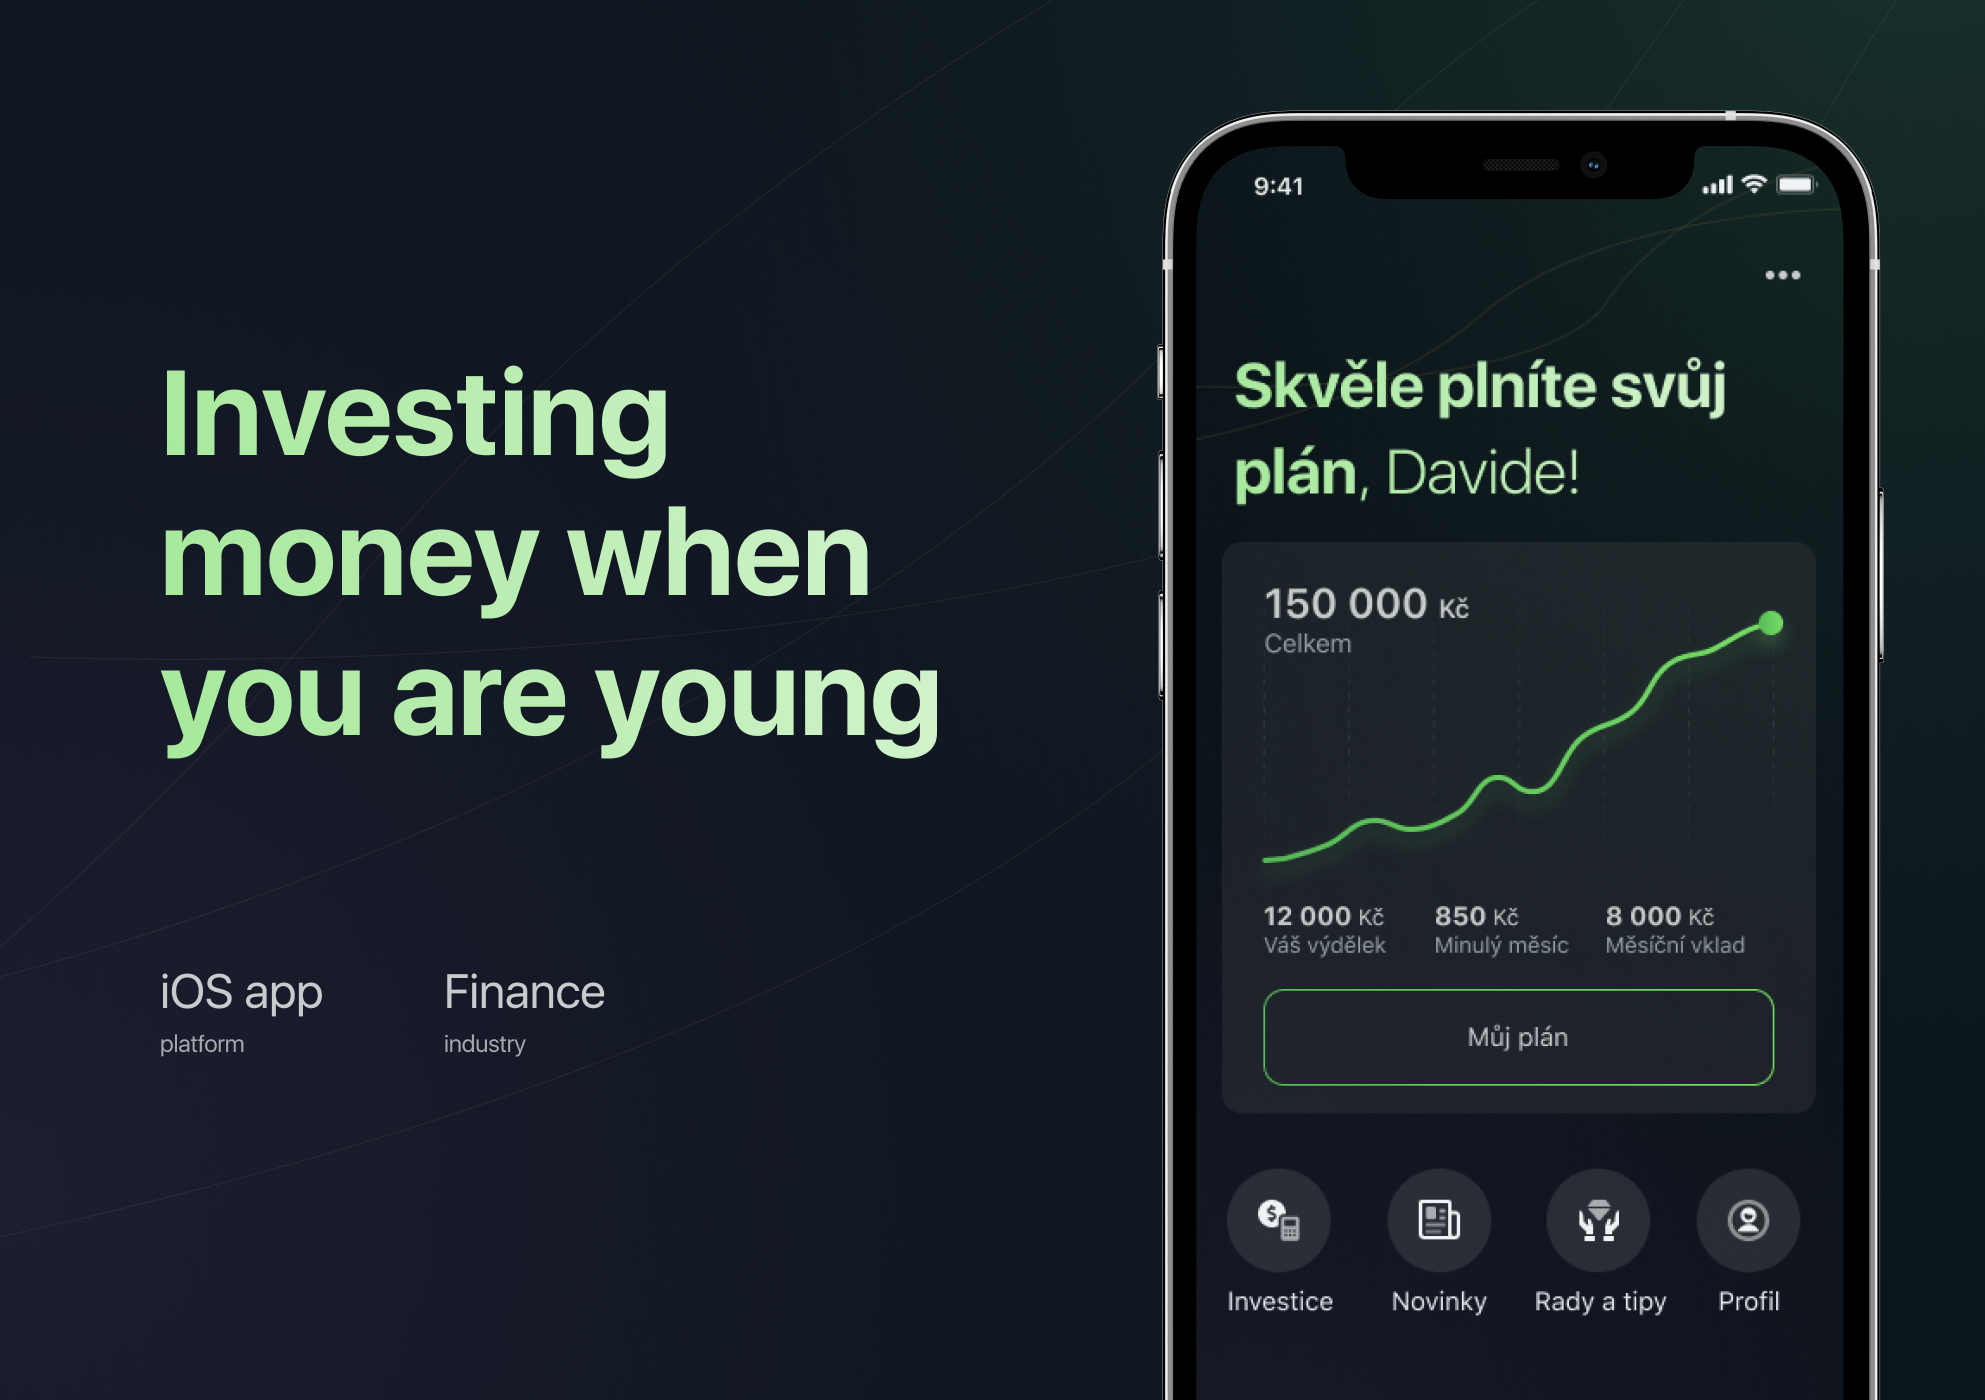 Investing
money when
you are young
iOS app
platform
Finance
industry
9:41
Skvěle plníte svůj
plán, Davide!
150 000 Kč
Celkem
12 000 Kč
Váš výdělek
850 Kč
Minulý měsíc
8 000 Kč
Měsíční vklad
Můj plán
Investice
Novinky
Rady a tipy
Profil